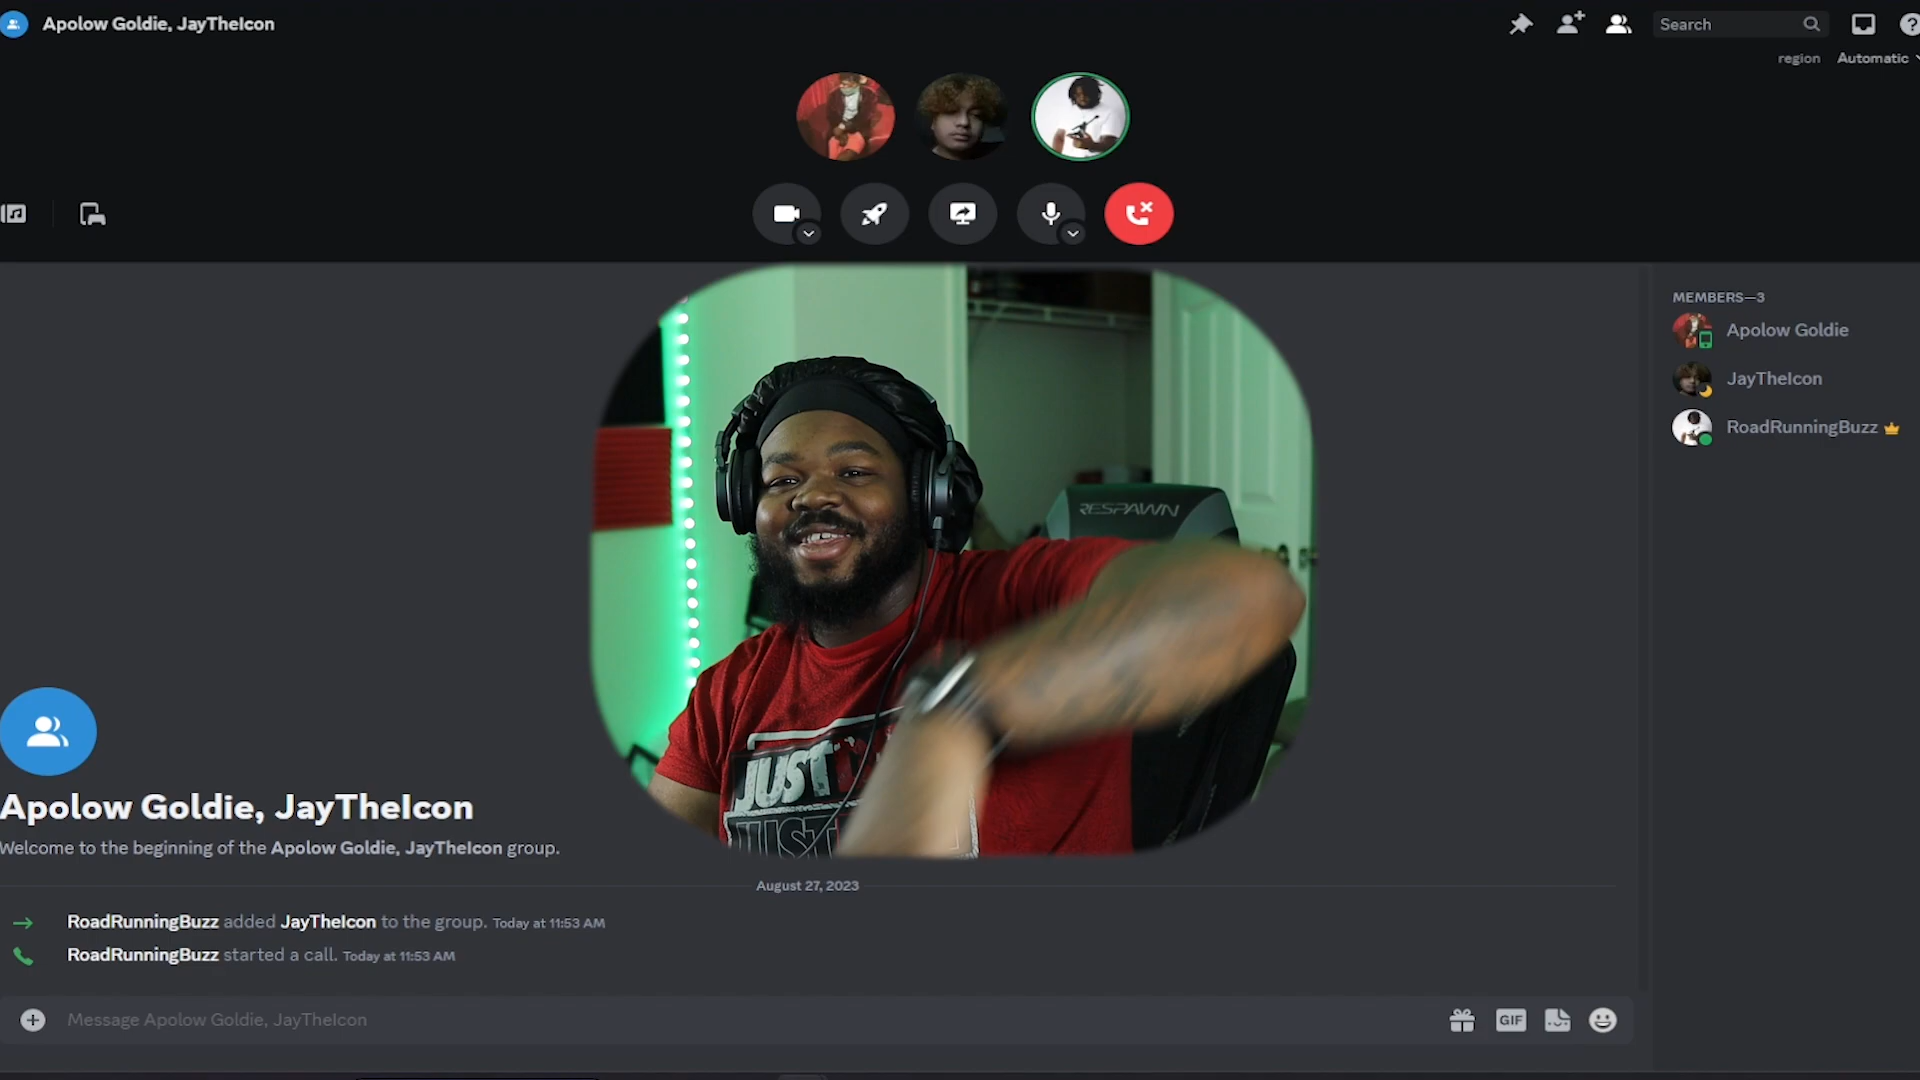 Apolow Goldie, JayTheIcon
Search
region Automatic
RESPAWN
MEMBERS—3
Apolow Goldie
JayTheIcon
RoadRunningBuzz
JUST
JUST
Apolow Goldie, JayTheIcon
Welcome to the beginning of the Apolow Goldie, JayTheIcon group.
August 27, 2023
RoadRunningBuzz added JayTheIcon to the group. Today at 11:53 AM
RoadRunningBuzz started a call. Today at 11:53 AM
Message Apolow Goldie, JayTheIcon
GIF